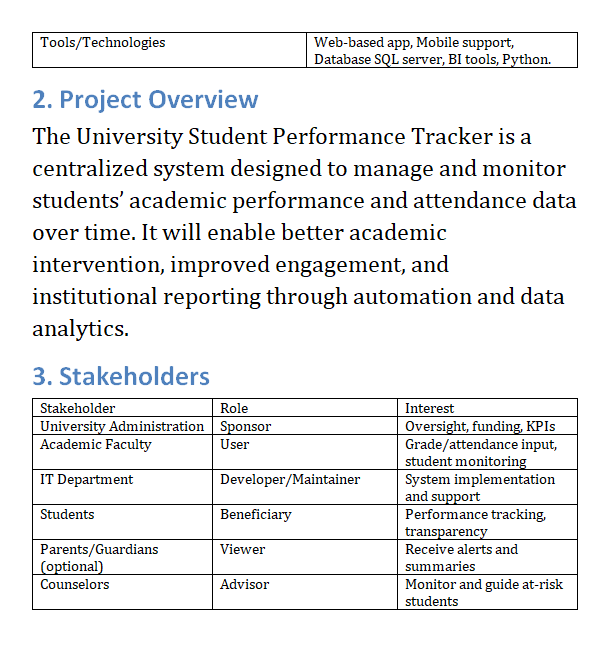 Tools/Technologies Web-based app, Mobile support,
Database SQL server, BI tools, Python.
2. Project Overview
The University Student Performance Tracker is a
centralized system designed to manage and monitor
students’ academic performance and attendance data
over time. It will enable better academic
intervention, improved engagement, and
institutional reporting through automation and data
analytics.
3. Stakeholders
Stakeholder Role Interest
University Administration Sponsor Oversight, funding, KPIs
Academic Faculty User Grade/attendance input,
student monitoring
IT Department Developer/Maintainer System implementation
and support
Students Beneficiary Performance tracking,
transparency
Parents/Guardians Viewer Receive alerts and
(optional) summaries
Counselors Advisor Monitor and guide at-risk
students